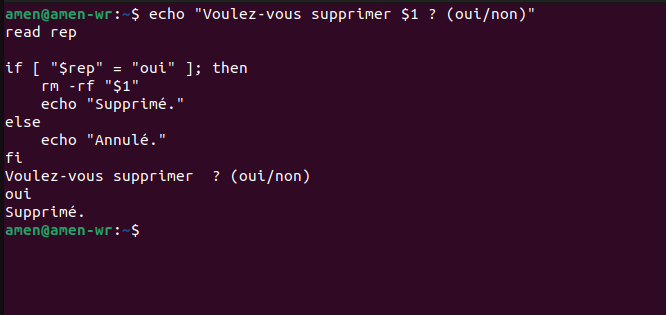 amen@amen-wr:~$ echo "Voulez-vous supprimer $1 ? (oui/non)"
read rep

if [ "$rep" = "oui" ]; then
    rm -rf "$1"
    echo "Supprimé."
else
    echo "Annulé."
fi
Voulez-vous supprimer  ? (oui/non)
oui
Supprimé.
amen@amen-wr:~$